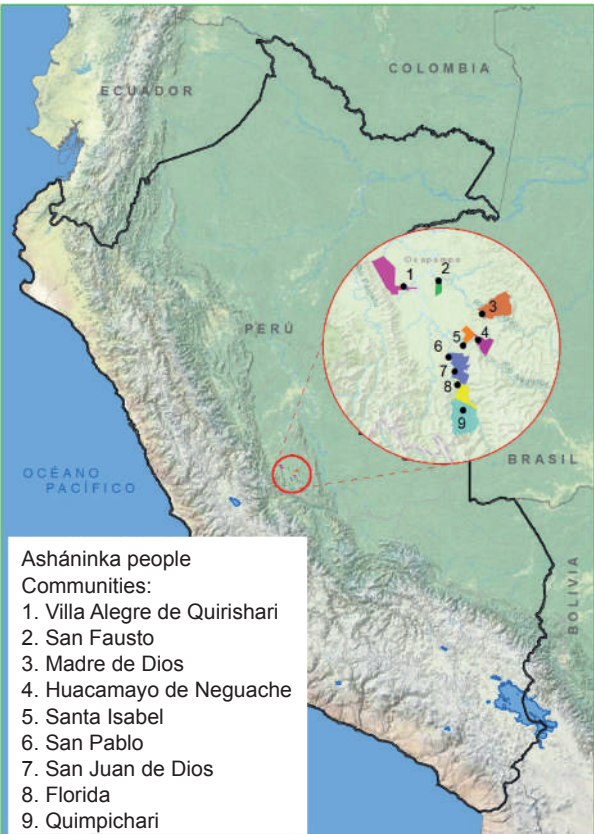 COLOMBIA
ECUADOR
Oxapampa
1
2
3
PERÚ
5
4
6
7
8
9
BRASIL
OCÉANO
PACÍFICO
BOLIVIA
Asháninka people
Communities:
1. Villa Alegre de Quirishari
2. San Fausto
3. Madre de Dios
4. Huacamayo de Neguache
5. Santa Isabel
6. San Pablo
7. San Juan de Dios
8. Florida
9. Quimpichari